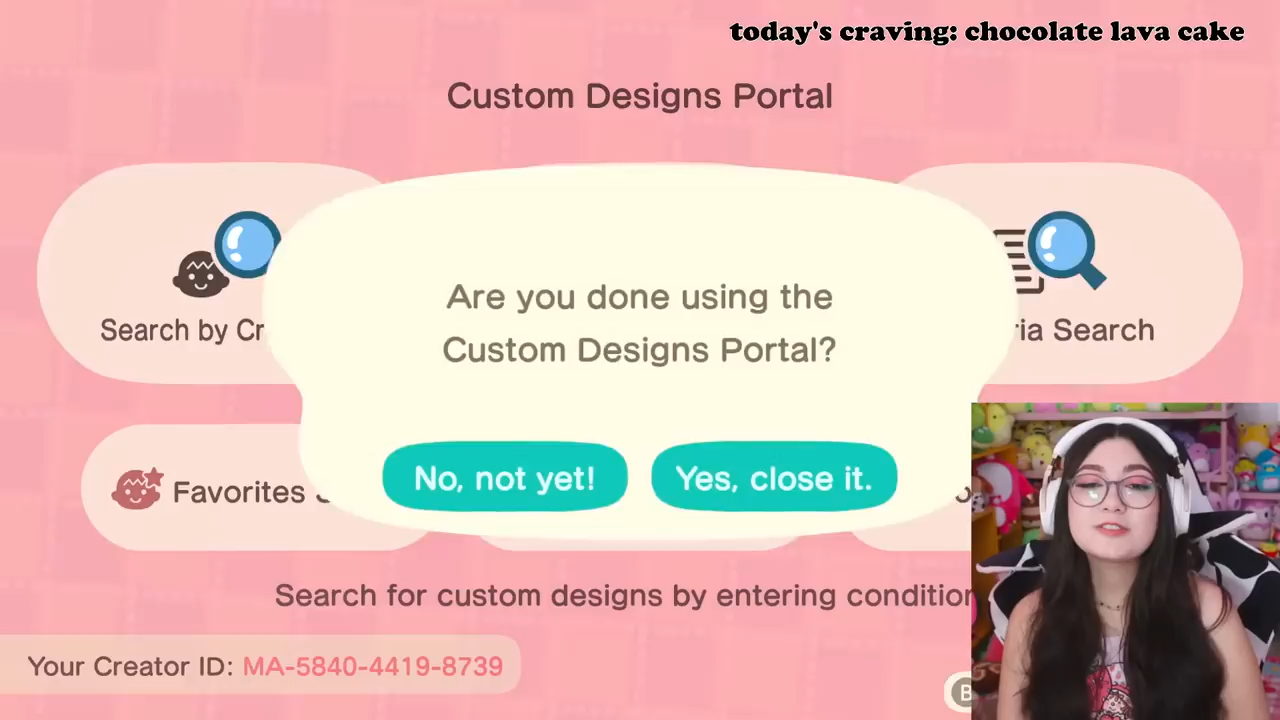 today's craving: chocolate lava cake
Custom Designs Portal
Search by Cr
ria Search
Are you done using the
Custom Designs Portal?
No, not yet!
Yes, close it.
Favorites
Search for custom designs by entering condition
Your Creator ID: MA-5840-4419-8739
B